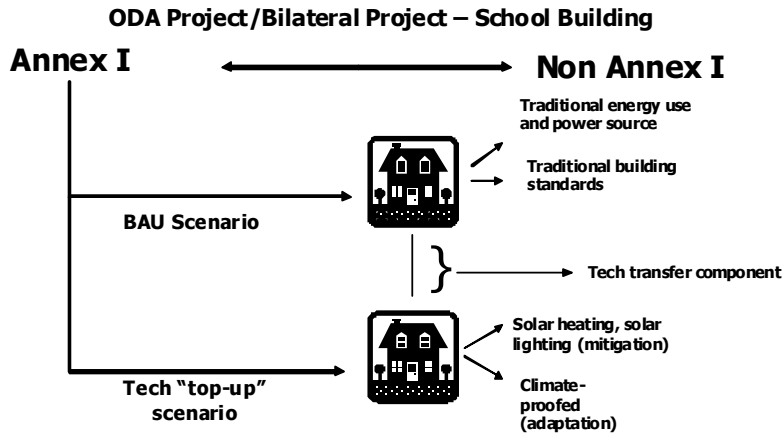 ODA Project/Bilateral Project – School Building
Annex I
Non Annex I
Traditional energy use
and power source
Traditional building
standards
BAU Scenario
Tech transfer component
Solar heating, solar
lighting (mitigation)
Climate-
proofed
(adaptation)
Tech “top-up”
scenario